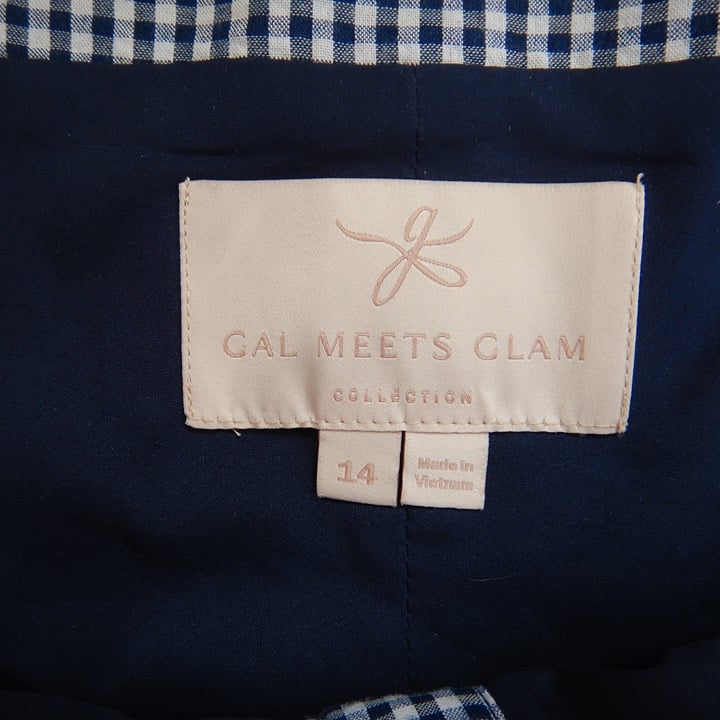 g
GAL MEETS GLAM
COLLECTION
14
Made in
Vietnam